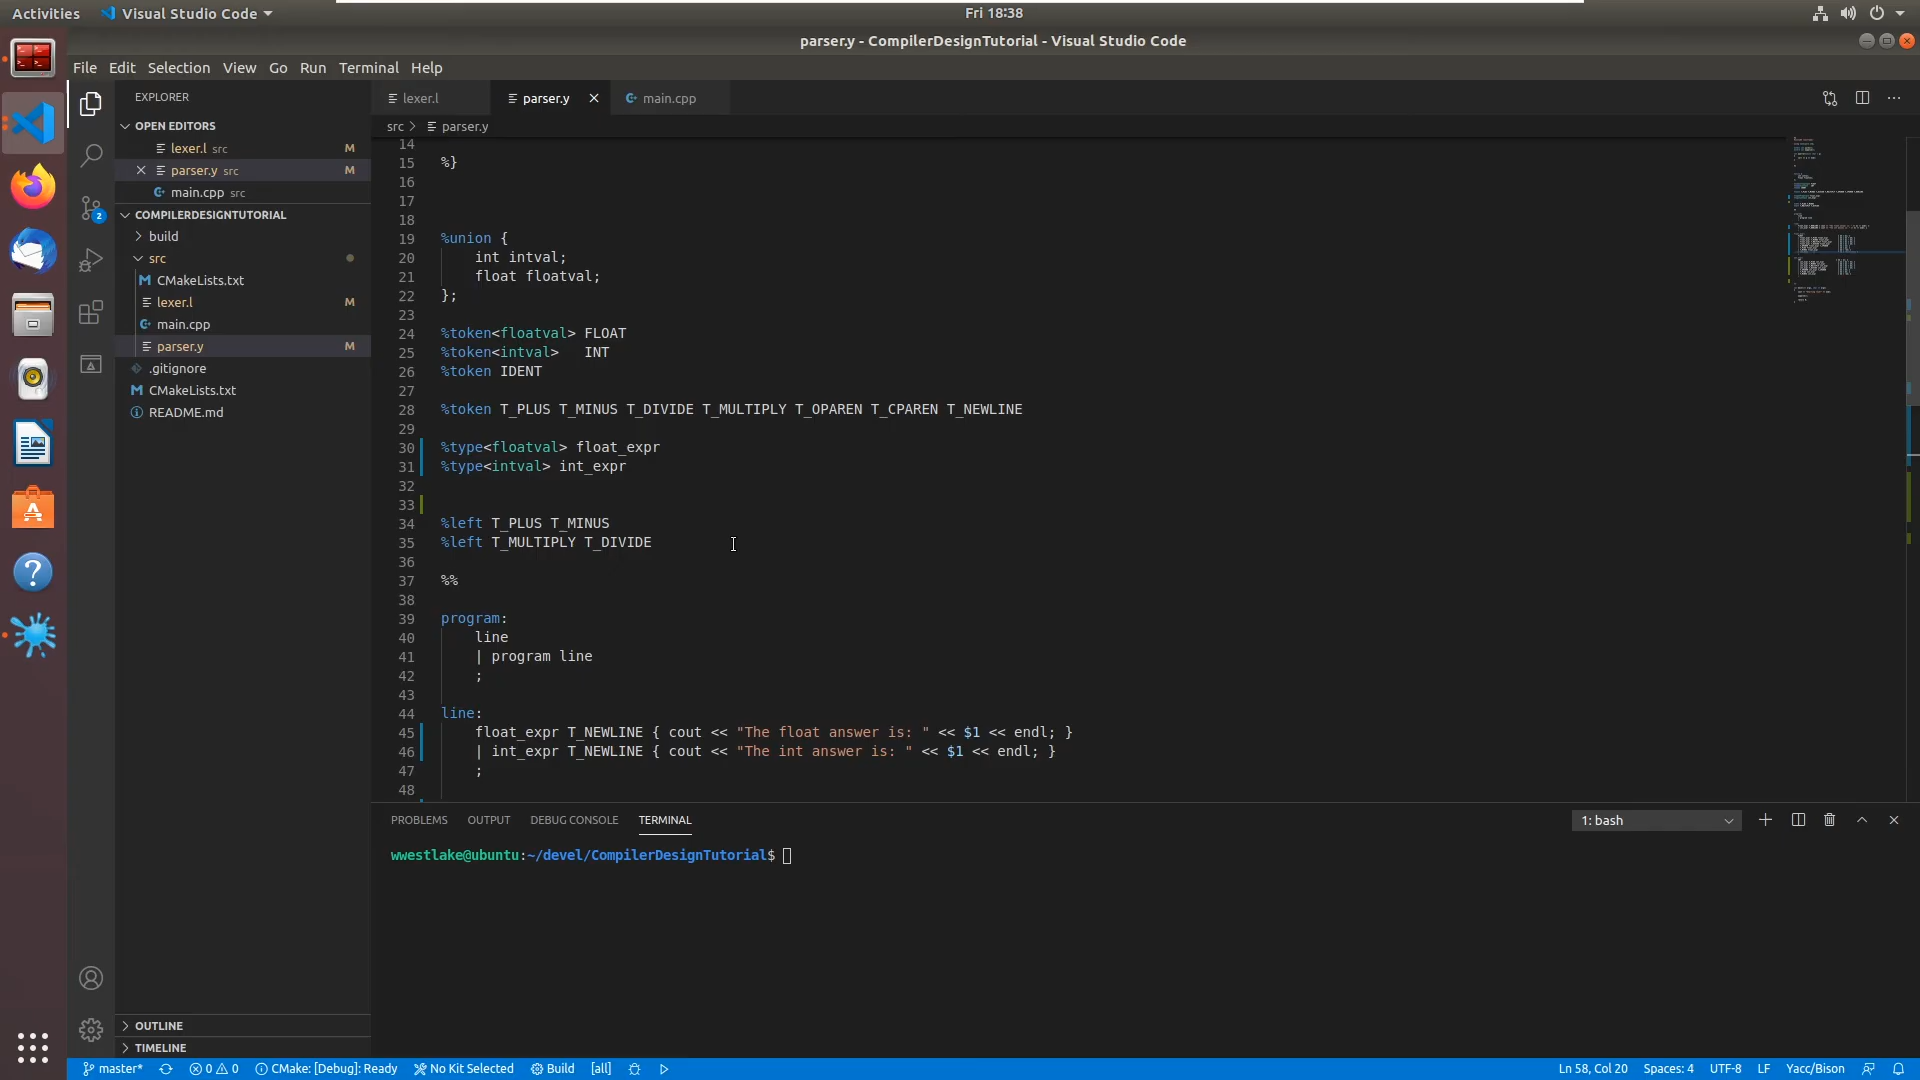 Activities
Visual Studio Code
Fri 18:38
parser.y - CompilerDesignTutorial - Visual Studio Code
File Edit Selection View Go Run Terminal Help
EXPLORER
OPEN EDITORS
lexer.l src M
parser.y src M
main.cpp src
COMPILERDESIGNTUTORIAL
build
src
CMakeLists.txt
lexer.l M
main.cpp
parser.y M
.gitignore
CMakeLists.txt
README.md
OUTLINE
TIMELINE
2
lexer.l
parser.y
main.cpp
src > parser.y
14
15 %}
16
17
18
19 %union {
20 int intval;
21 float floatval;
22 };
23
24 %token<floatval> FLOAT
25 %token<intval>   INT
26 %token IDENT
27
28 %token T_PLUS T_MINUS T_DIVIDE T_MULTIPLY T_OPAREN T_CPAREN T_NEWLINE
29
30 %type<floatval> float_expr
31 %type<intval> int_expr
32
33
34 %left T_PLUS T_MINUS
35 %left T_MULTIPLY T_DIVIDE
36
37 %%
38
39 program:
40 line
41 | program line
42 ;
43
44 line:
45 float_expr T_NEWLINE { cout << "The float answer is: " << $1 << endl; }
46 | int_expr T_NEWLINE { cout << "The int answer is: " << $1 << endl; }
47 ;
48
PROBLEMS OUTPUT DEBUG CONSOLE TERMINAL
1: bash
wwestlake@ubuntu:~/devel/CompilerDesignTutorial$
master* 0 0 CMake: [Debug]: Ready No Kit Selected Build [all]
Ln 58, Col 20 Spaces: 4 UTF-8 LF Yacc/Bison